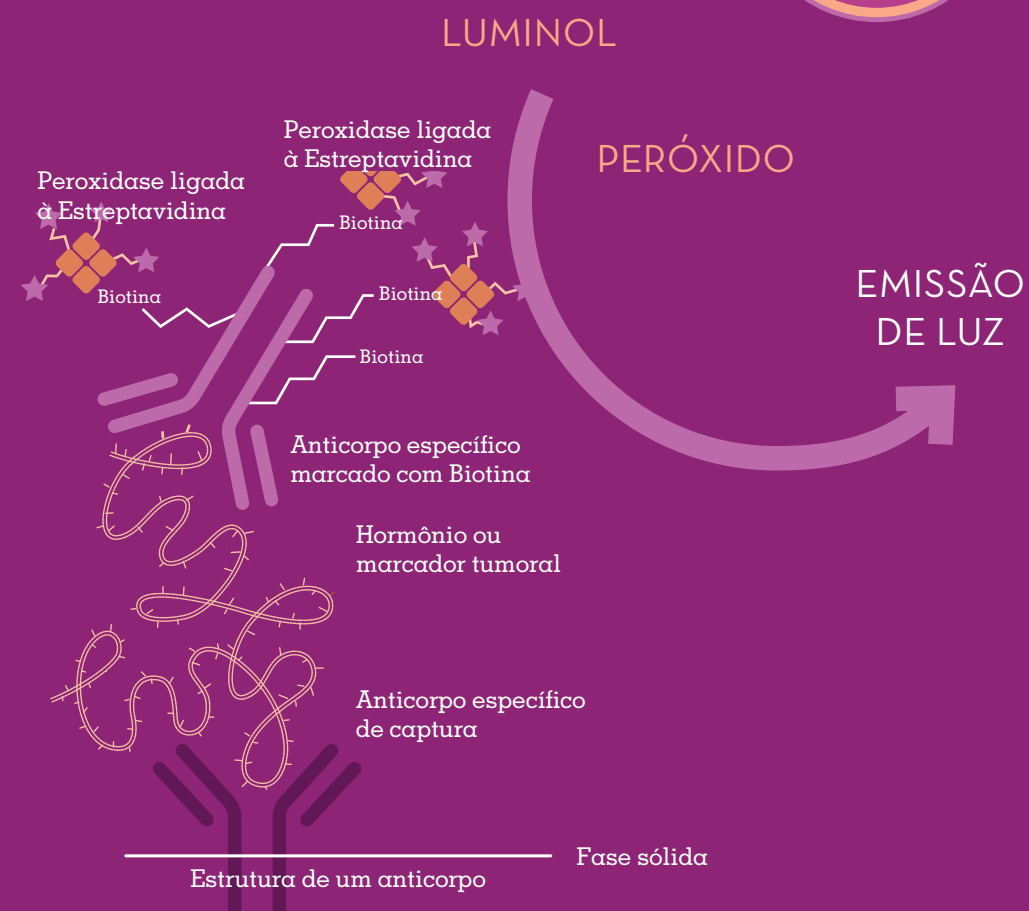 LUMINOL
Peroxidase ligada
à Estreptavidina
PERÓXIDO
Peroxidase ligada
à Estreptavidina
Biotina
Biotina
Biotina
Biotina
EMISSÃO
DE LUZ
Anticorpo específico
marcado com Biotina
Hormônio ou
marcador tumoral
Anticorpo específico
de captura
Fase sólida
Estrutura de um anticorpo